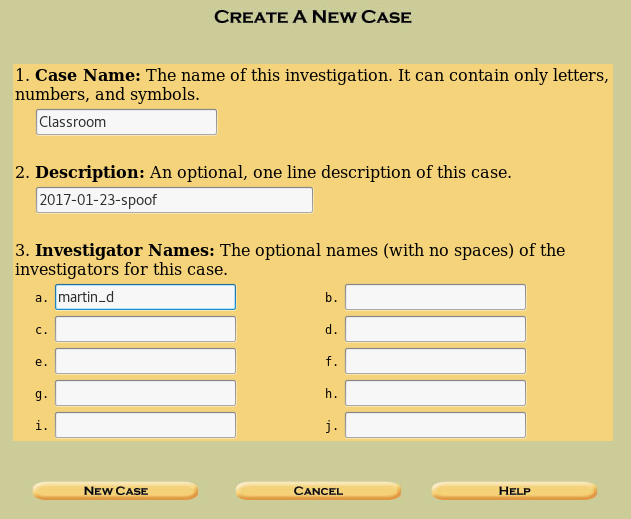 CREATE A NEW CASE
1. Case Name: The name of this investigation. It can contain only letters,
numbers, and symbols.
Classroom
2. Description: An optional, one line description of this case.
2017-01-23-spoof
3. Investigator Names: The optional names (with no spaces) of the
investigators for this case.
a. martin_d b.
c. d.
e. f.
g. h.
i. j.
NEW CASE CANCEL HELP